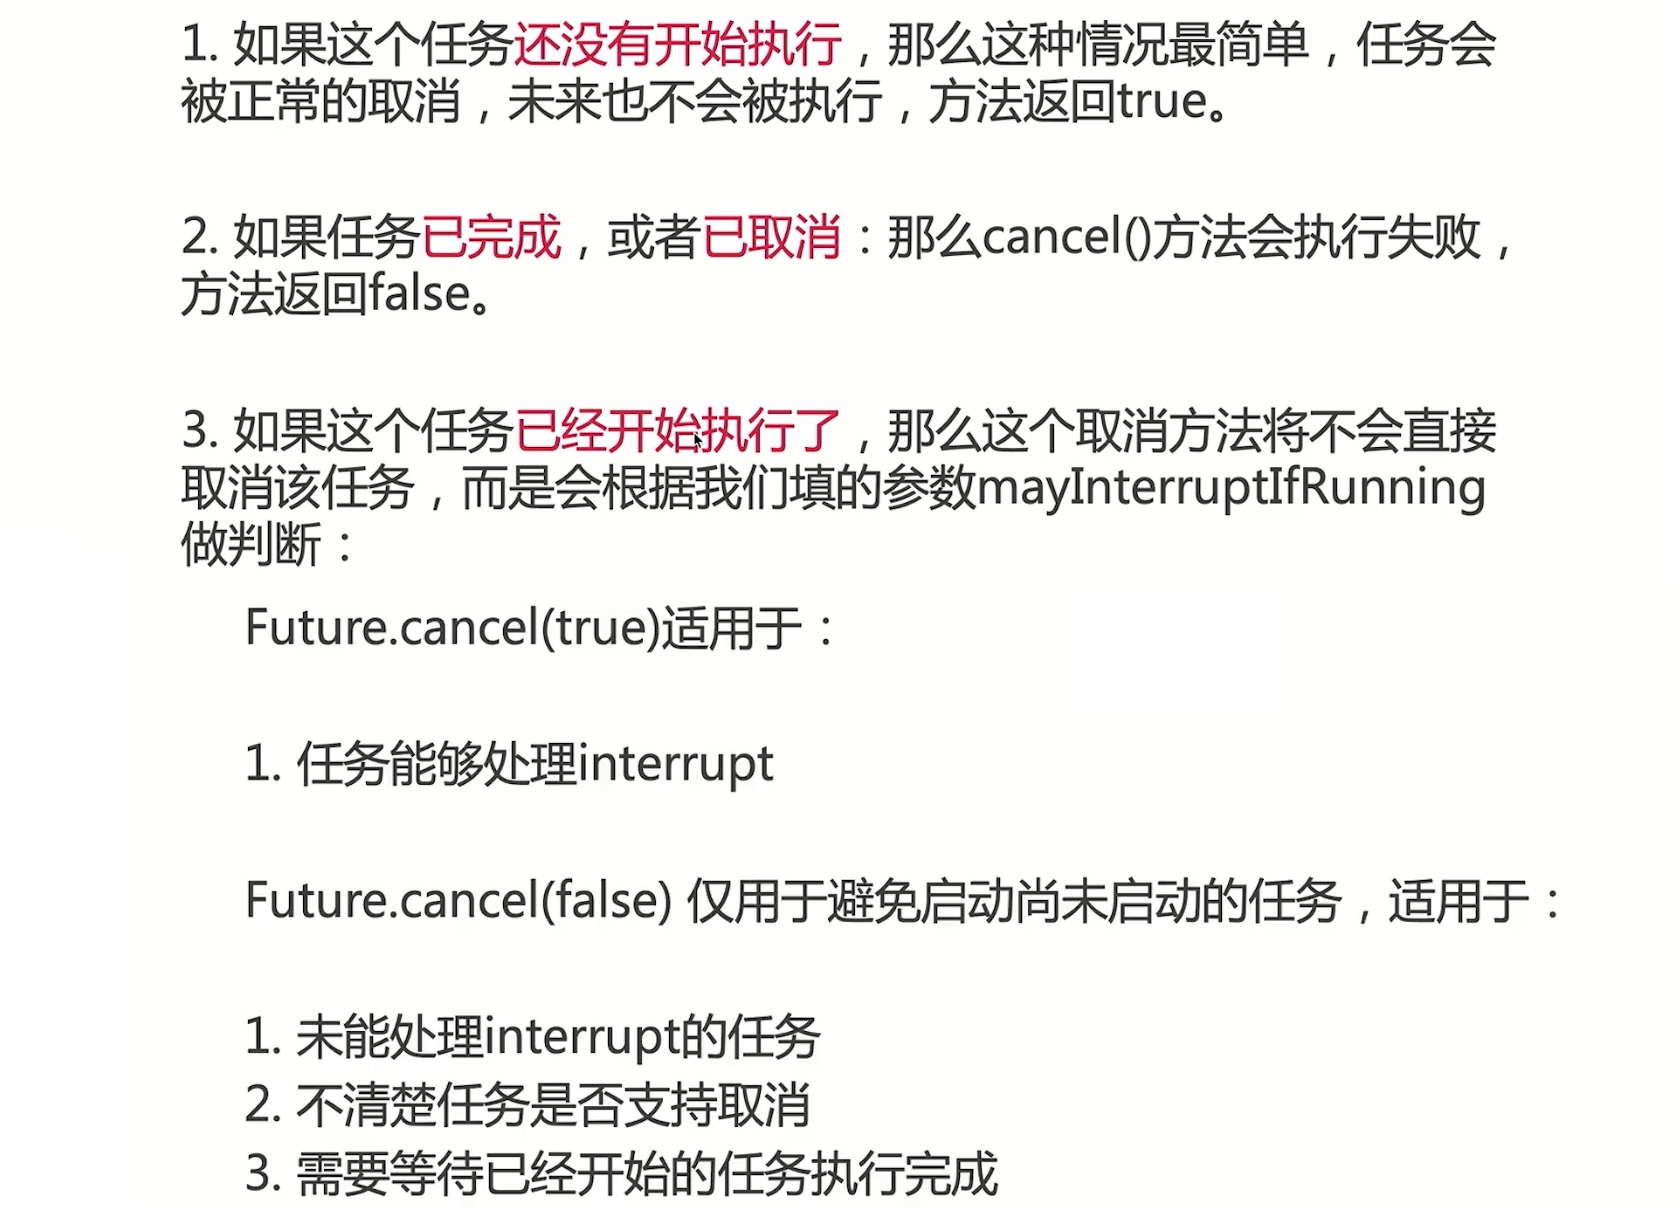 1. 如果这个任务还没有开始执行，那么这种情况最简单，任务会
被正常的取消，未来也不会被执行，方法返回true。
2. 如果任务已完成，或者已取消：那么cancel()方法会执行失败，
方法返回false。
3. 如果这个任务已经开始执行了，那么这个取消方法将不会直接
取消该任务，而是会根据我们填的参数mayInterruptIfRunning
做判断：
Future.cancel(true)适用于：
1. 任务能够处理interrupt
Future.cancel(false) 仅用于避免启动尚未启动的任务，适用于：
1. 未能处理interrupt的任务
2. 不清楚任务是否支持取消
3. 需要等待已经开始的任务执行完成